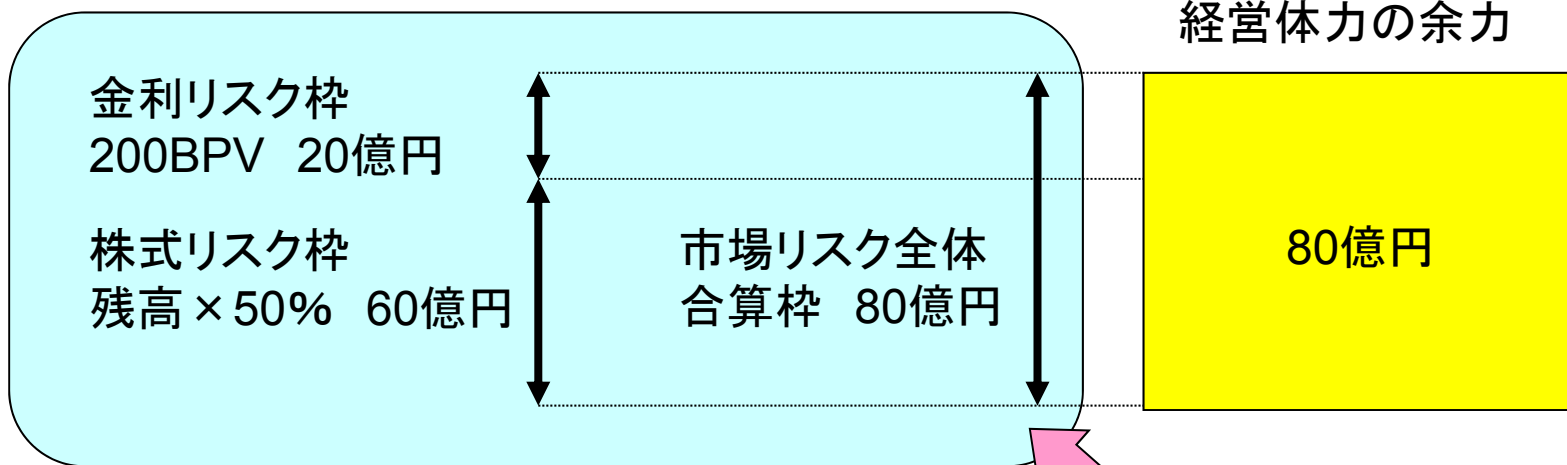 経営体力の余力
金利リスク枠
200BPV 20億円
株式リスク枠
残高×50% 60億円
市場リスク全体
合算枠 80億円
80億円